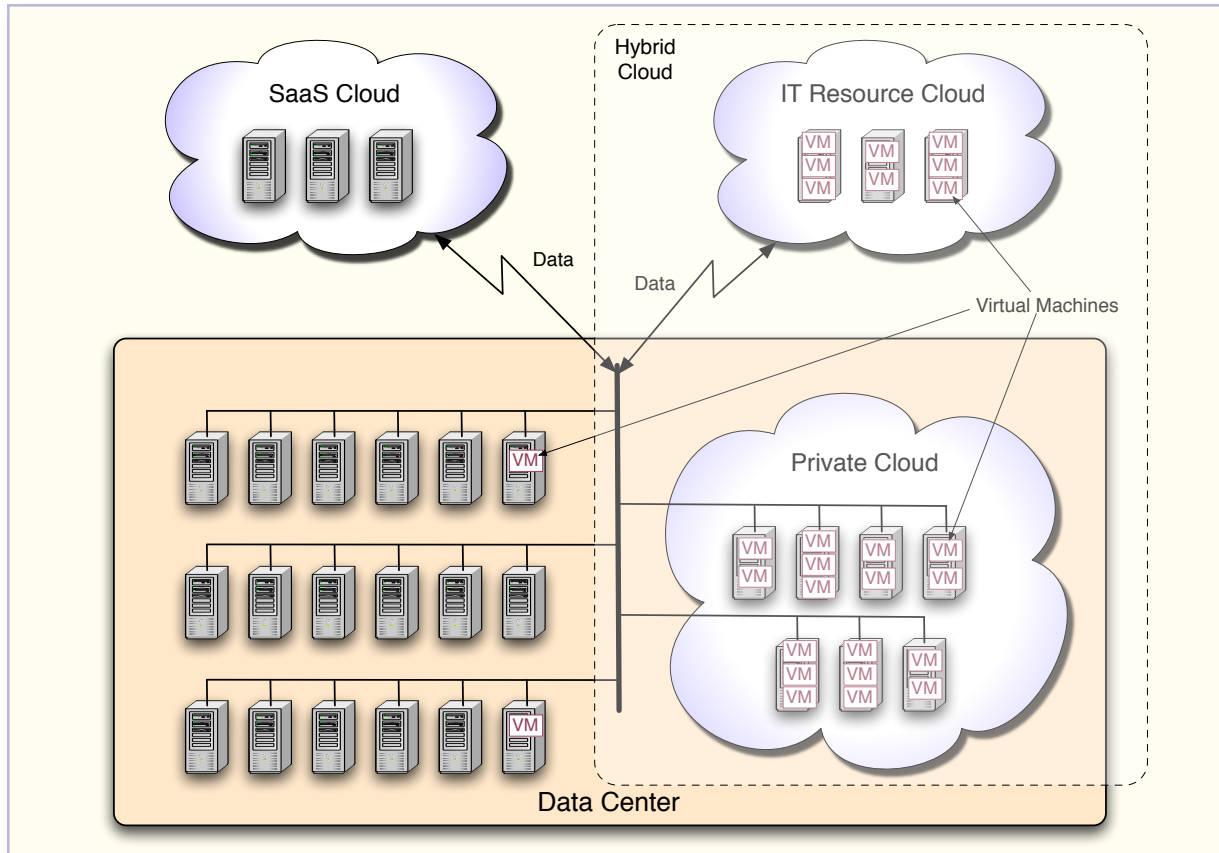 Hybrid
Cloud
SaaS Cloud
IT Resource Cloud
VM VM VM
VM VM VM
VM VM
Data
Data
Virtual Machines
VM
Private Cloud
VM VM VM VM
VM VM VM VM
VM
VM VM VM
VM VM VM
VM VM
VM
Data Center